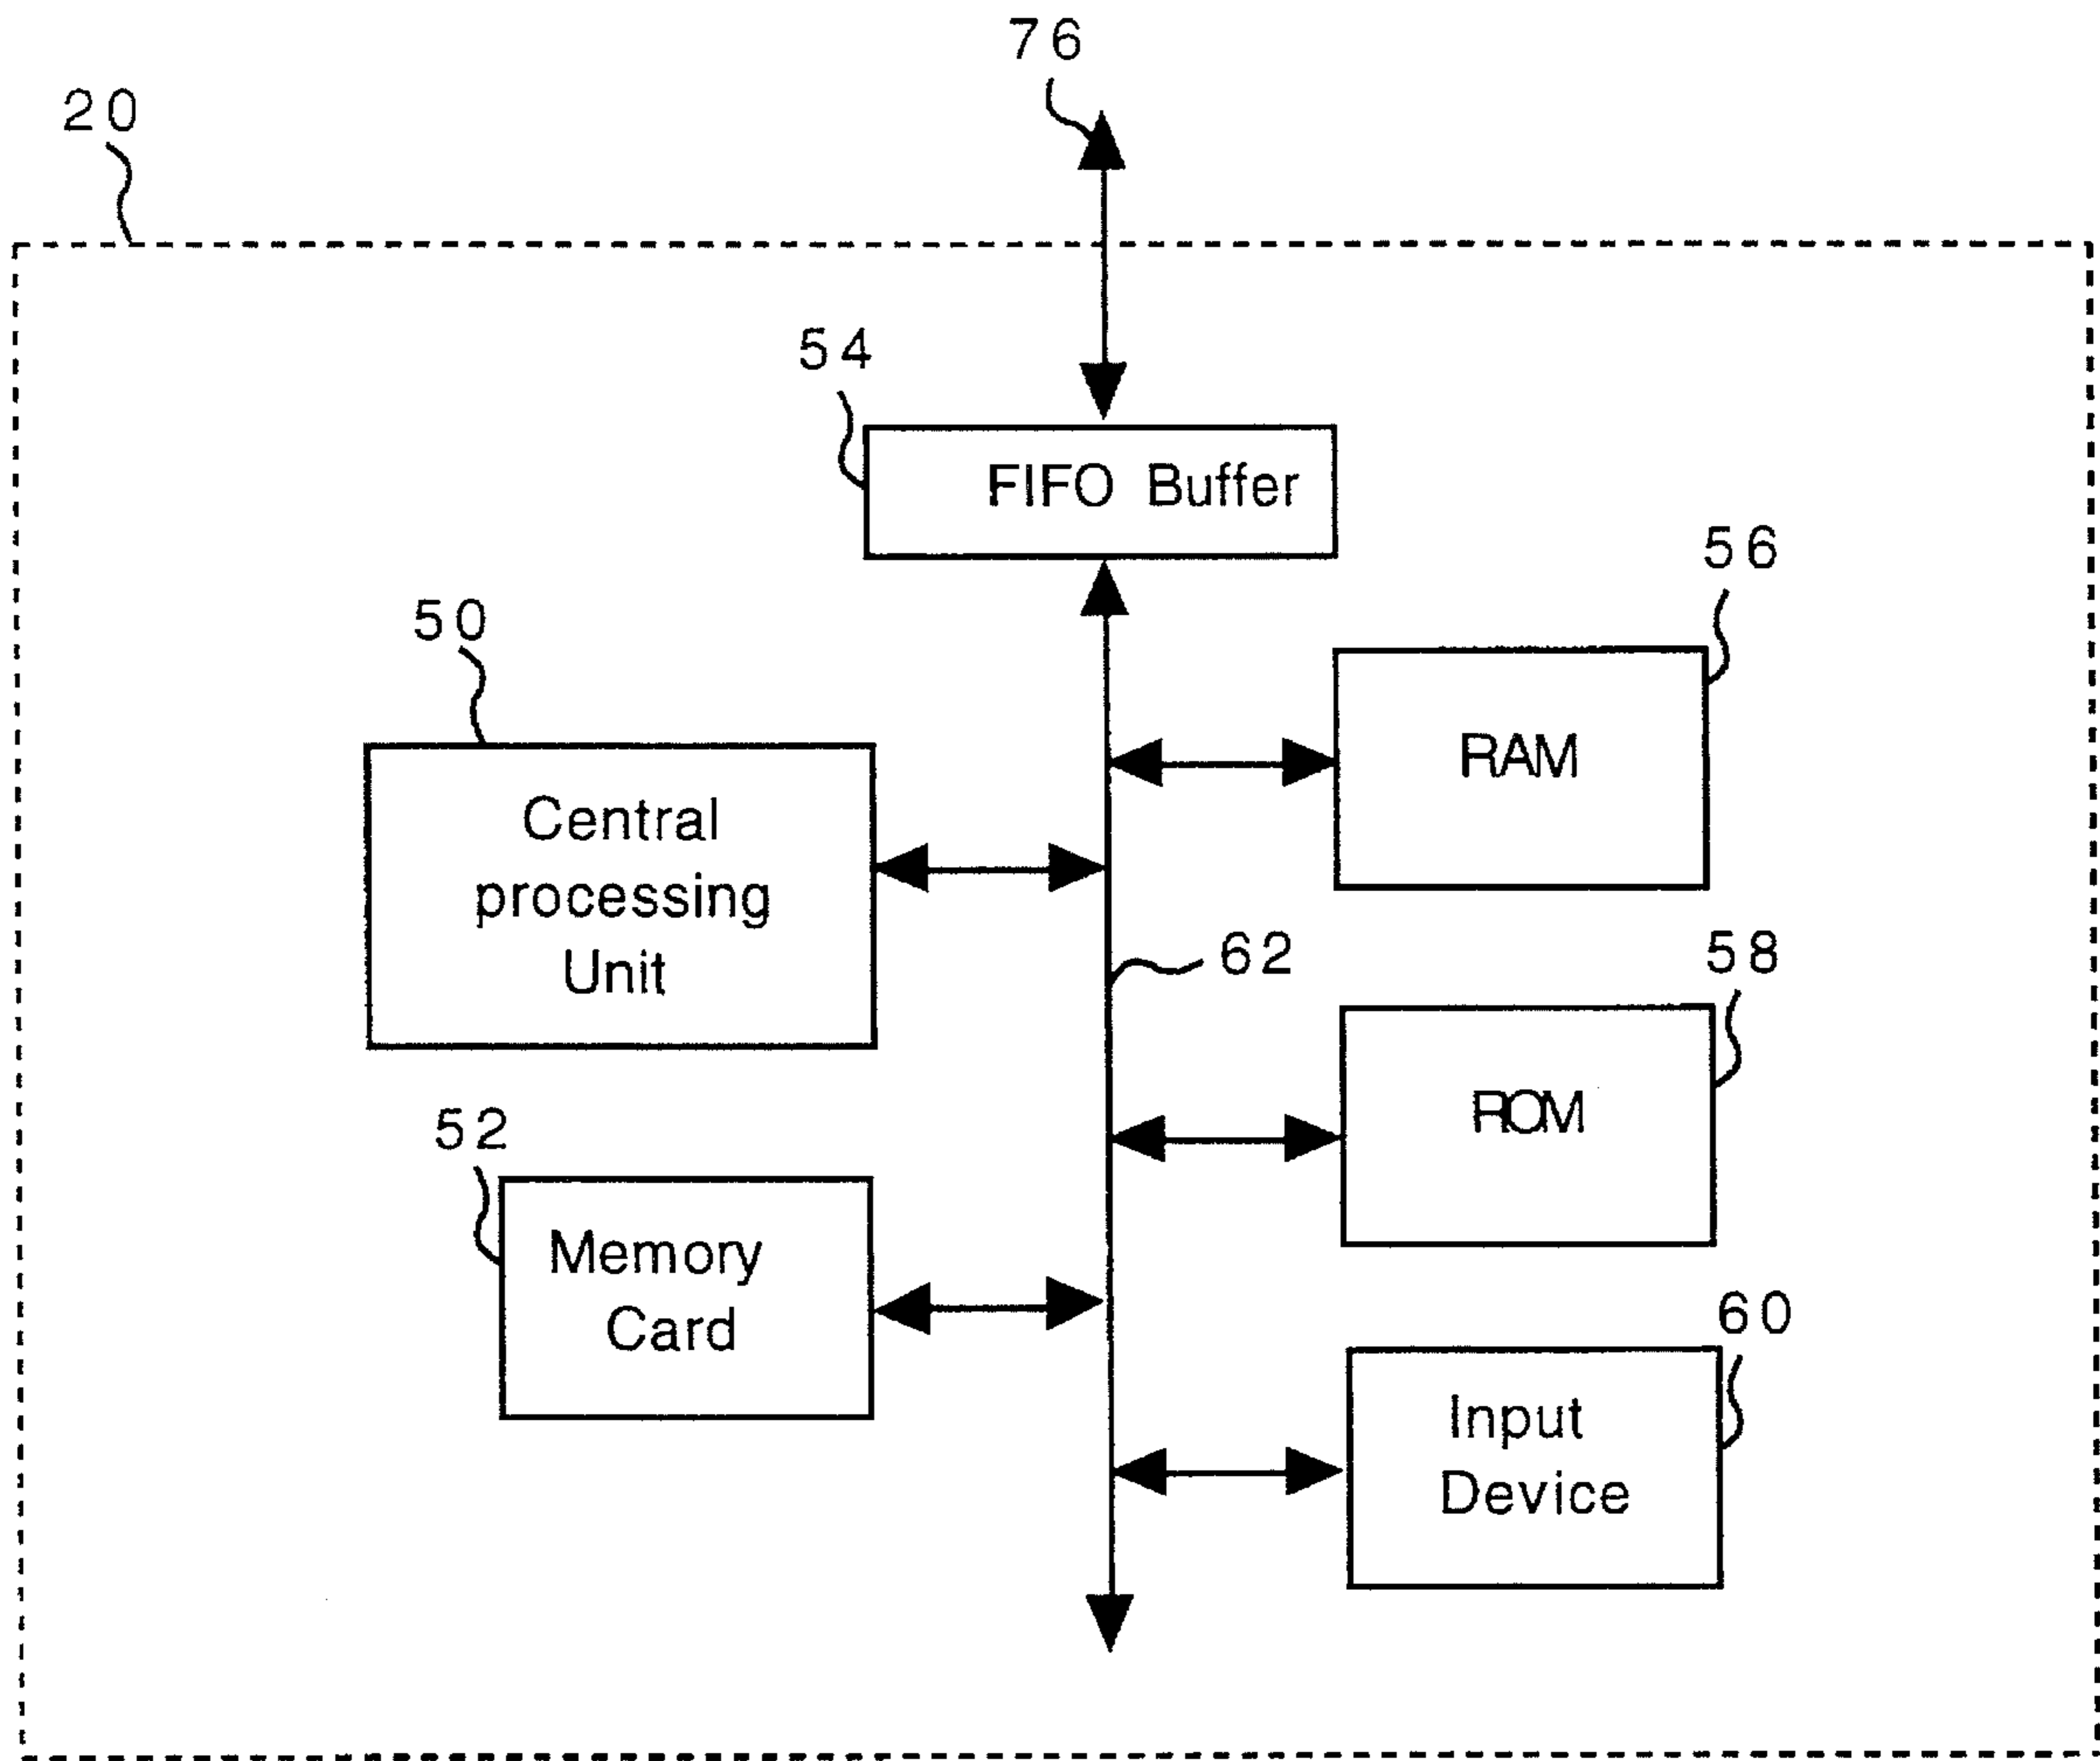 76
20
54
FIFO Buffer
56
50
RAM
Central
processing
Unit
62
58
ROM
52
Memory
Card
60
Input
Device